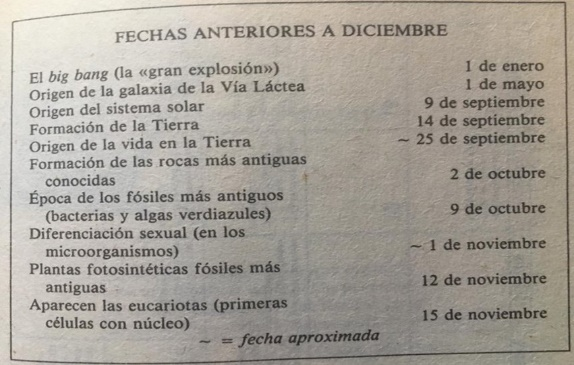 FECHAS ANTERIORES A DICIEMBRE
El big bang (la «gran explosión») 1 de enero
Origen de la galaxia de la Vía Láctea 1 de mayo
Origen del sistema solar 9 de septiembre
Formación de la Tierra 14 de septiembre
Origen de la vida en la Tierra ~ 25 de septiembre
Formación de las rocas más antiguas
conocidas 2 de octubre
Época de los fósiles más antiguos
(bacterias y algas verdiazules) 9 de octubre
Diferenciación sexual (en los
microorganismos) ~ 1 de noviembre
Plantas fotosintéticas fósiles más
antiguas 12 de noviembre
Aparecen las eucariotas (primeras
células con núcleo) 15 de noviembre
~ = fecha aproximada